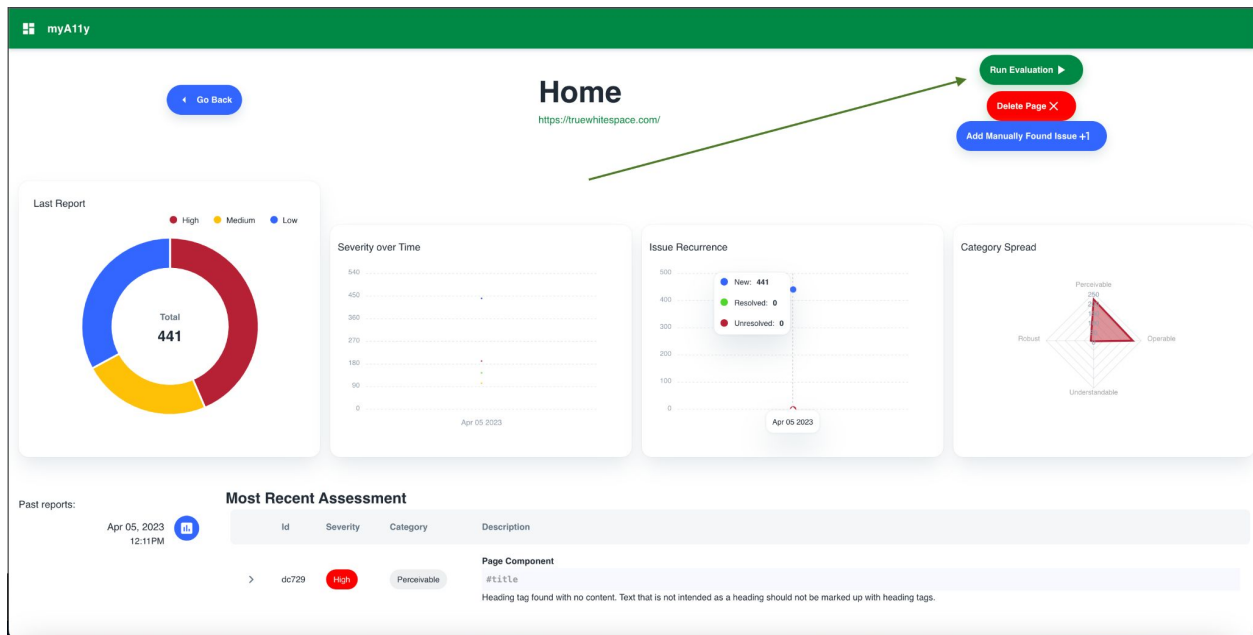 myA11y
Go Back
Home
https://truewhitespace.com/
Run Evaluation
Delete Page
Add Manually Found Issue +1
Last Report
High Medium Low
Total
441
Severity over Time
540
450
360
270
180
90
0
Apr 05 2023
Issue Recurrence
500
400
300
200
100
0
New: 441
Resolved: 0
Unresolved: 0
Apr 05 2023
Category Spread
Perceivable
250
Robust
Operable
Understandable
Past reports:
Apr 05, 2023
12:11PM
Most Recent Assessment
Id Severity Category Description
Page Component
dc729 High Perceivable #title
Heading tag found with no content. Text that is not intended as a heading should not be marked up with heading tags.